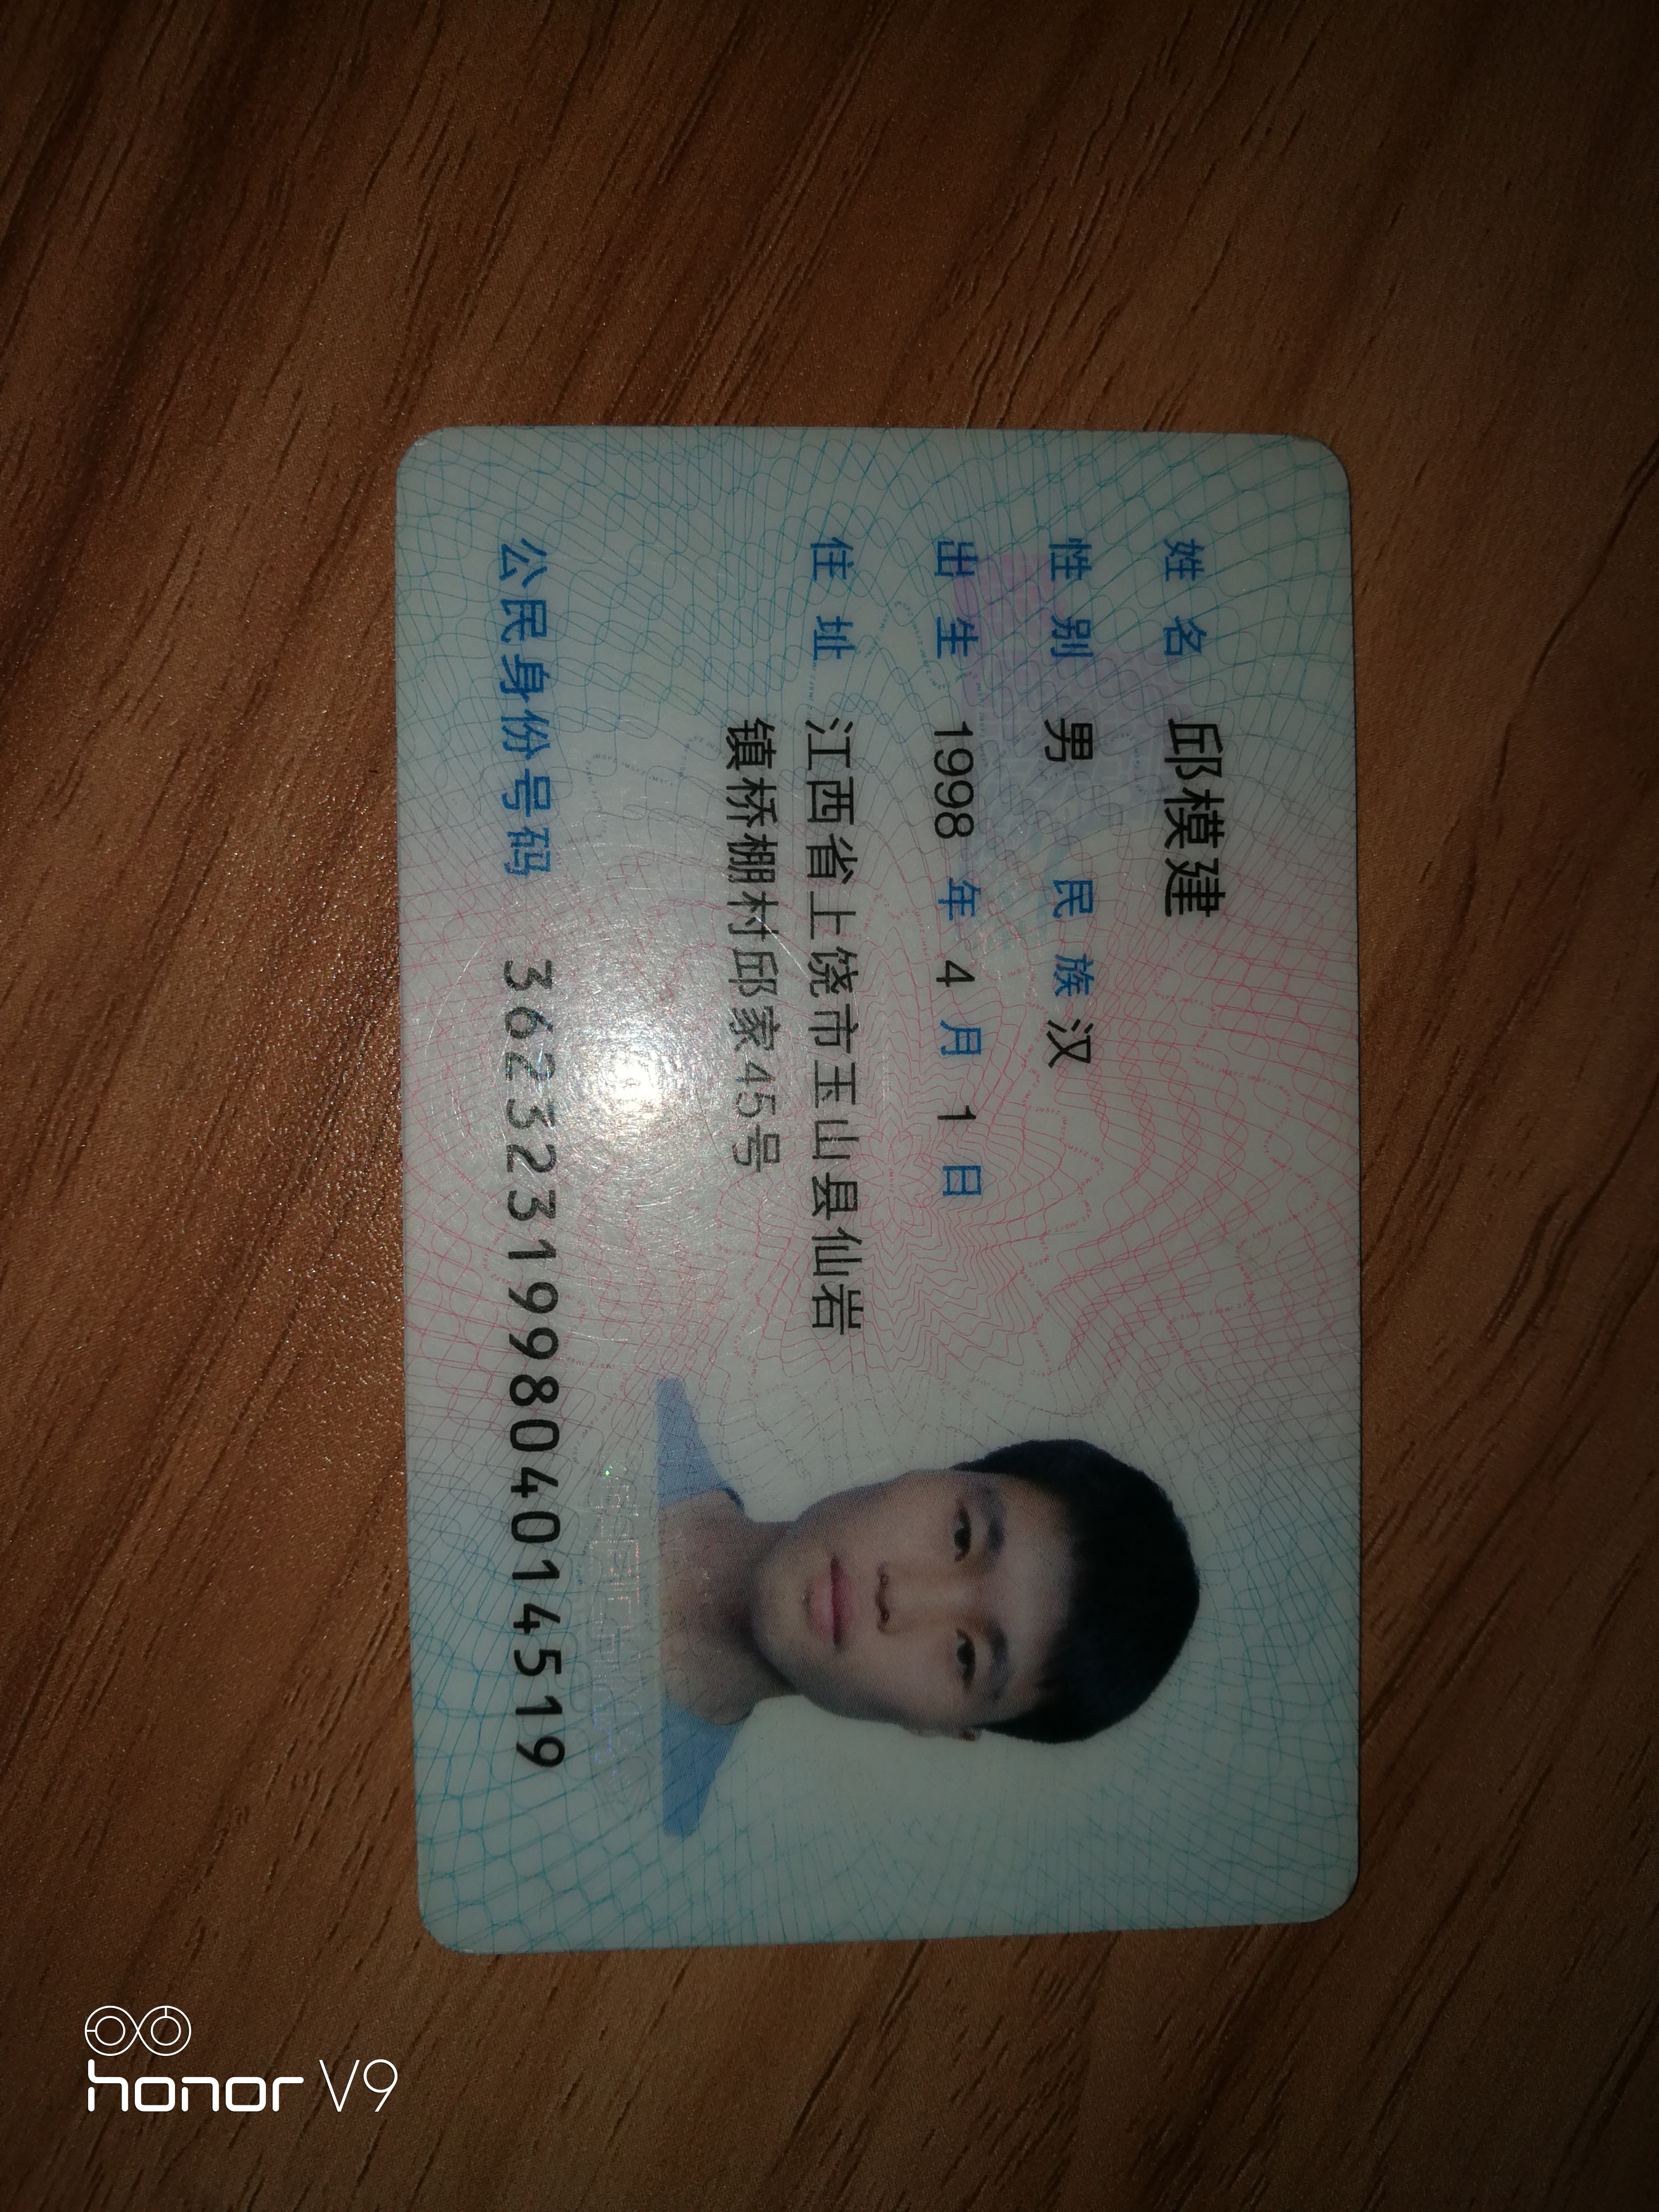 姓名 邱模建
性别 男 民族 汉
出生 1998 年 4 月 1 日
住址 江西省上饶市玉山县仙岩
镇桥棚村邱家45号
公民身份号码 362323199804014519
honor V9